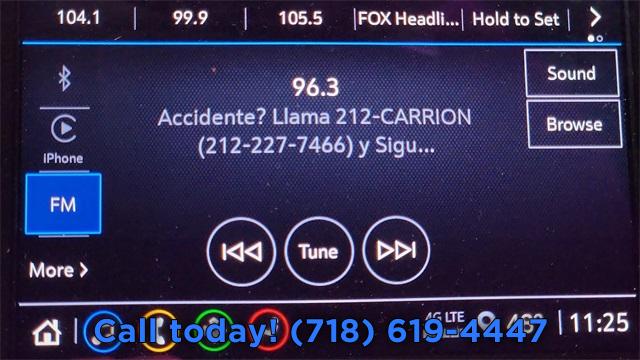 104.1 99.9 105.5 FOX Headli... Hold to Set
Sound
96.3
Accidente? Llama 212-CARRION
Browse
(212-227-7466) y Sigu...
iPhone
FM
Tune
More
4G LTE 48° 11:25
Call today! (718) 619-4447